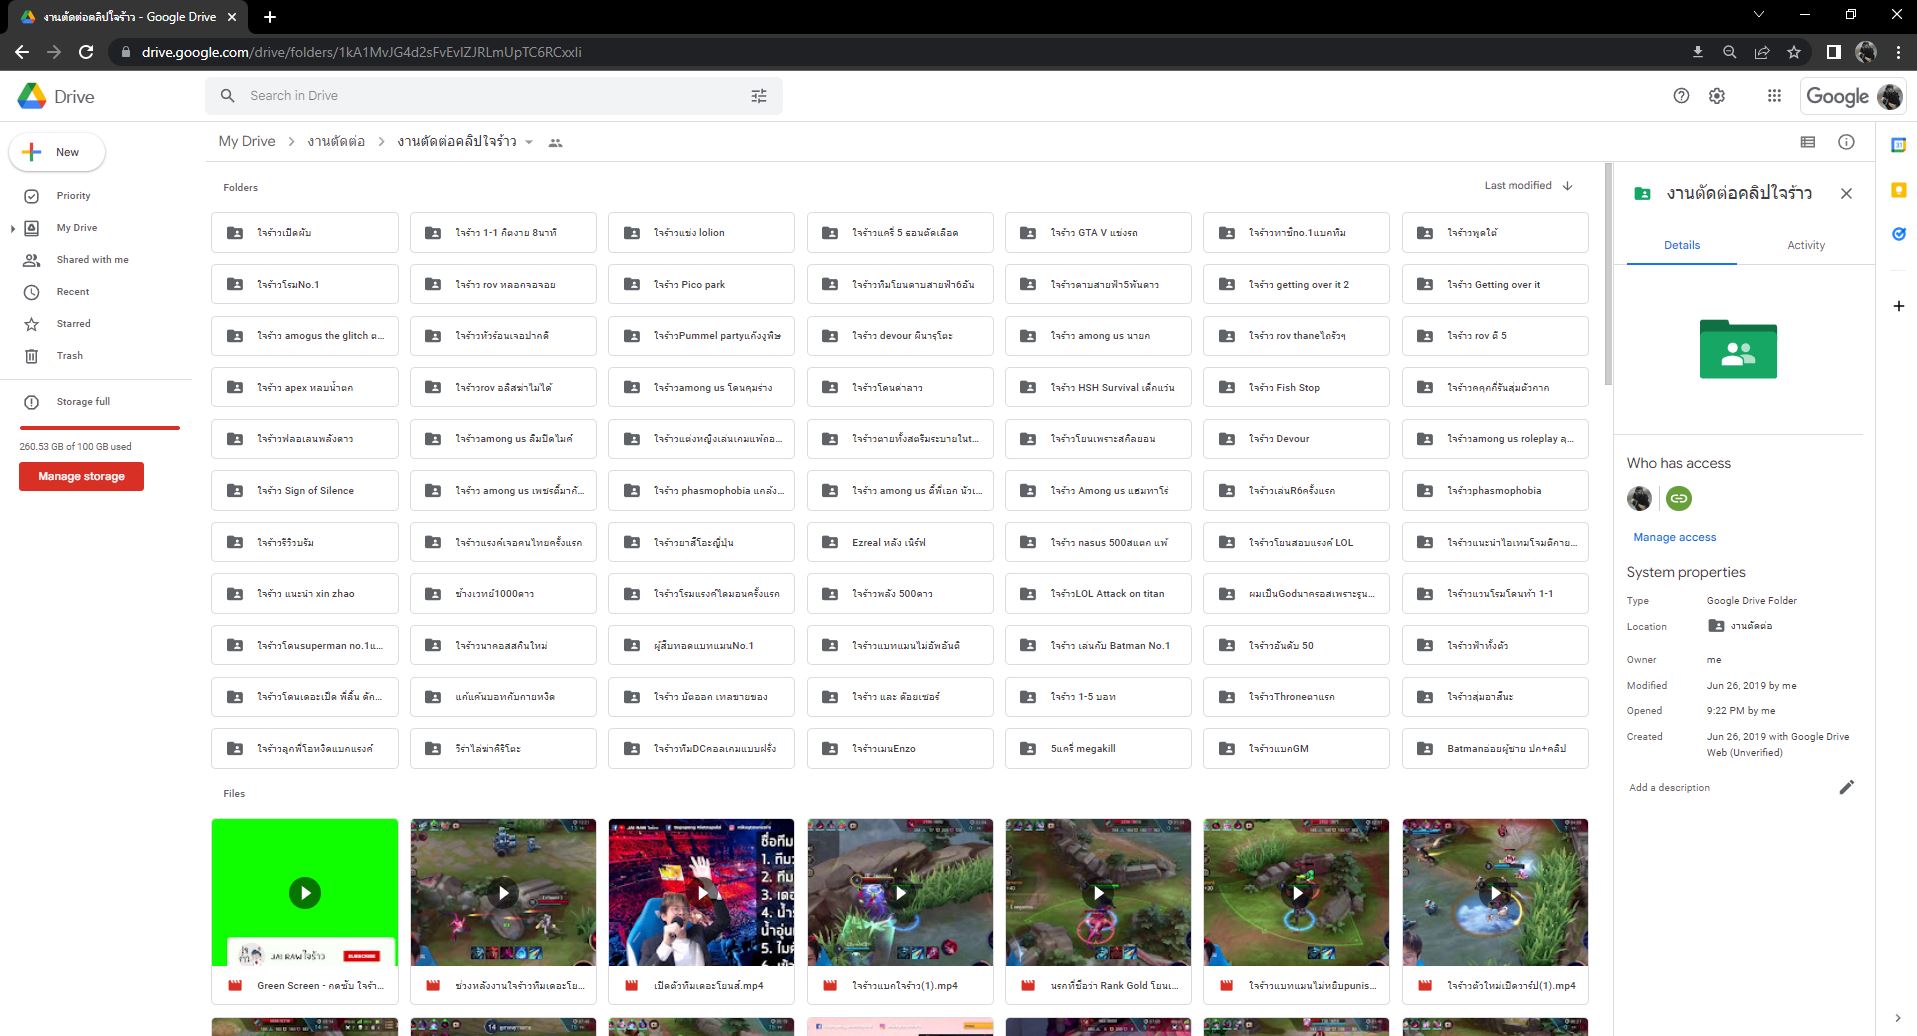 งานตัดต่อคลิปใจร้าว - Google Drive
drive.google.com/drive/folders/1kA1MvJG4d2sFvEvIZJRLmUpTC6RCxxli
Drive
Search in Drive
Google
New
My Drive > งานตัดต่อ > งานตัดต่อคลิปใจร้าว
Priority
My Drive
Shared with me
Recent
Starred
Trash
Storage full
260.53 GB of 100 GB used
Manage storage
Folders
Last modified
ใจร้าวเปิดผับ
ใจร้าว 1-1 กีตงาย 8นาที
ใจร้าวแข่ง lolion
ใจร้าวแครี่ 5 ธอนตัดเลือด
ใจร้าว GTA V แข่งรถ
ใจร้าวทาซึno.1แบกทีม
ใจร้าวพูดใต้
ใจร้าวโรมNo.1
ใจร้าว rov หลอกจอจอย
ใจร้าว Pico park
ใจร้าวทีมโยนดาบสายฟ้า6อัน
ใจร้าวดาบสายฟ้า5พันดาว
ใจร้าว getting over it 2
ใจร้าว Getting over it
ใจร้าว amogus the glitch ต...
ใจร้าวหัวร้อนเจอปากดี
ใจร้าวPummel partyแก๊งงูพิษ
ใจร้าว devour ผีนารุโตะ
ใจร้าว among us นายก
ใจร้าว rov thaneไถรัวๆ
ใจร้าว rov ตี 5
ใจร้าว apex หลบน้ำตก
ใจร้าวrov อลิสฆ่าไม่ได้
ใจร้าวamong us โดนคุมร่าง
ใจร้าวโดนด่าลาว
ใจร้าว HSH Survival เด็กแว้น
ใจร้าว Fish Stop
ใจร้าวคุกกี้รันสุ่มตัวกาก
ใจร้าวฟลอเลนพลังดาว
ใจร้าวamong us ลืมปิดไมค์
ใจร้าวแต่งหญิงเล่นเกมแพ้ถอ...
ใจร้าวตายทั้งสตรีมระบายในt...
ใจร้าวโยนเพราะสกิลยอน
ใจร้าว Devour
ใจร้าวamong us roleplay ลุ...
ใจร้าว Sign of Silence
ใจร้าว among us เพชรตี้มากั...
ใจร้าว phasmophobia แกล้ง...
ใจร้าว among us ตี้พี่เอก นัวเ...
ใจร้าว Among us แฮมทาโร่
ใจร้าวเล่นR6ครั้งแรก
ใจร้าวphasmophobia
ใจร้าวรีวิวบรัม
ใจร้าวแรงค์เจอคนไทยครั้งแรก
ใจร้าวยาสึโอะญี่ปุ่น
Ezreal หลัง เนิร์ฟ
ใจร้าว nasus 500สแตก แพ้
ใจร้าวโยนสอบแรงค์ LOL
ใจร้าวแนะนำไอเทมโจมตีกาย...
ใจร้าว แนะนำ xin zhao
ช้างเวทย์1000ดาว
ใจร้าวโรมแรงค์ไดมอนครั้งแรก
ใจร้าวพลัง 500ดาว
ใจร้าวLOL Attack on titan
ผมเป็นGodนาครอสเพราะรูน...
ใจร้าวแวนโรมโดนท้า 1-1
ใจร้าวโดนsuperman no.1แ...
ใจร้าวนาคอสสกินใหม่
ผู้สืบทอดแบทแมนNo.1
ใจร้าวแบทแมนไม่อัพอันติ
ใจร้าว เล่นกับ Batman No.1
ใจร้าวอันดับ 50
ใจร้าวฟ้าทั้งตัว
ใจร้าวโดนเดอะเป็ด พี่ลิ้น ดัก...
แก้แค้นบอทกับกายหงิด
ใจร้าว บัตออก เทลขายของ
ใจร้าว และ ต้อยเซอร์
ใจร้าว 1-5 บอท
ใจร้าวThroneตาแรก
ใจร้าวสุ่มอาสึนะ
ใจร้าวลูกพี่โอหงิดแบกแรงค์
วีร่าไล่ฆ่าคิริโตะ
ใจร้าวทีมDCคอลเกมแบบฝรั่ง
ใจร้าวเมนEnzo
5แครี่ megakill
ใจร้าวแบกGM
Batmanอ่อยผู้ชาย ปก+คลิป
Files
JAI RAWใจร้าว
SUBSCRIBE
ชื่อทีม
Green Screen - กดซับ ใจร้า...
ช่วงหลังงานใจร้าวทีมเดอะโย...
เปิดตัวทีมเดอะโยนส์.mp4
ใจร้าวแบกใจร้าว(1).mp4
นรกที่ชื่อว่า Rank Gold โยนเ...
ใจร้าวแบทแมนไม่หยิบpunis...
ใจร้าวตัวใหม่เปิดวาร์ป(1).mp4
งานตัดต่อคลิปใจร้าว
Details
Activity
Who has access
Manage access
System properties
Type Google Drive Folder
Location งานตัดต่อ
Owner me
Modified Jun 26, 2019 by me
Opened 9:22 PM by me
Created Jun 26, 2019 with Google Drive
Web (Unverified)
Add a description